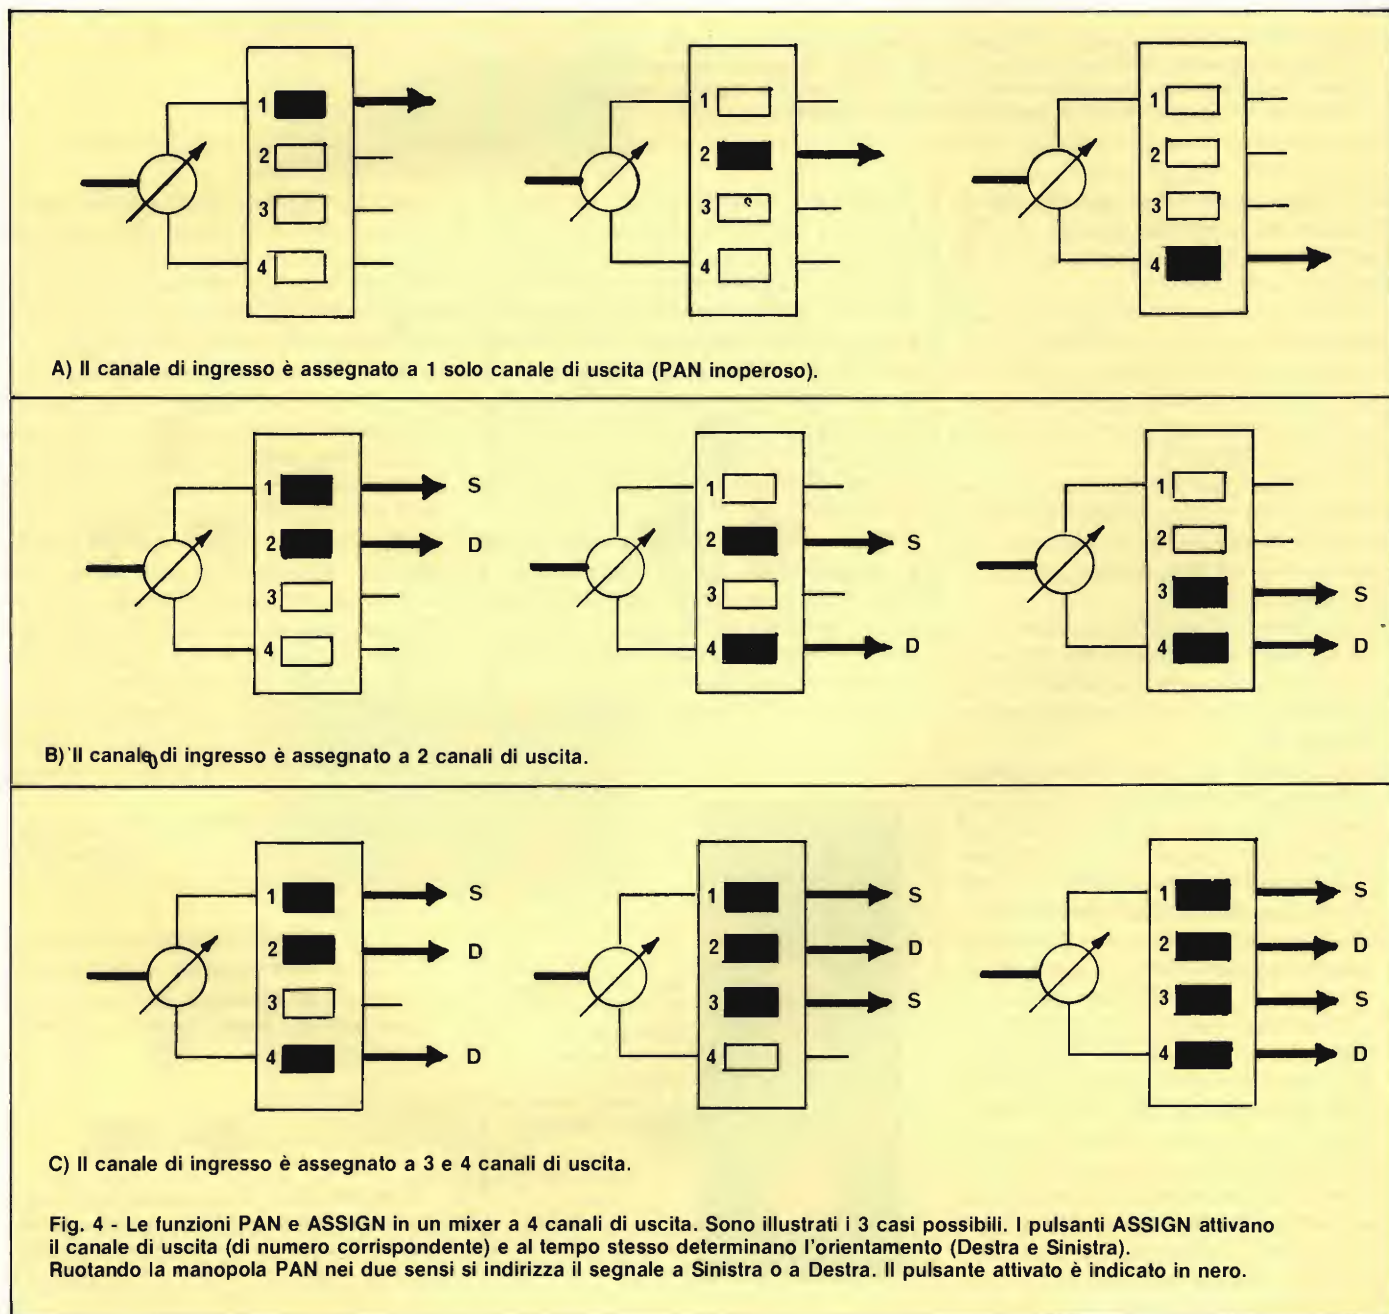 1
2
3
4
1
2
3
4
1
2
3
4
A) Il canale di ingresso è assegnato a 1 solo canale di uscita (PAN inoperoso).
1 S
2 D
3
4
1
2 S
3
4 D
1
2
3 S
4 D
B) Il canale di ingresso è assegnato a 2 canali di uscita.
1 S
2 D
3
4 D
1 S
2 D
3 S
4
1 S
2 D
3 S
4 D
C) Il canale di ingresso è assegnato a 3 e 4 canali di uscita.
Fig. 4 - Le funzioni PAN e ASSIGN in un mixer a 4 canali di uscita. Sono illustrati i 3 casi possibili. I pulsanti ASSIGN attivano
il canale di uscita (di numero corrispondente) e al tempo stesso determinano l'orientamento (Destra e Sinistra).
Ruotando la manopola PAN nei due sensi si indirizza il segnale a Sinistra o a Destra. Il pulsante attivato è indicato in nero.